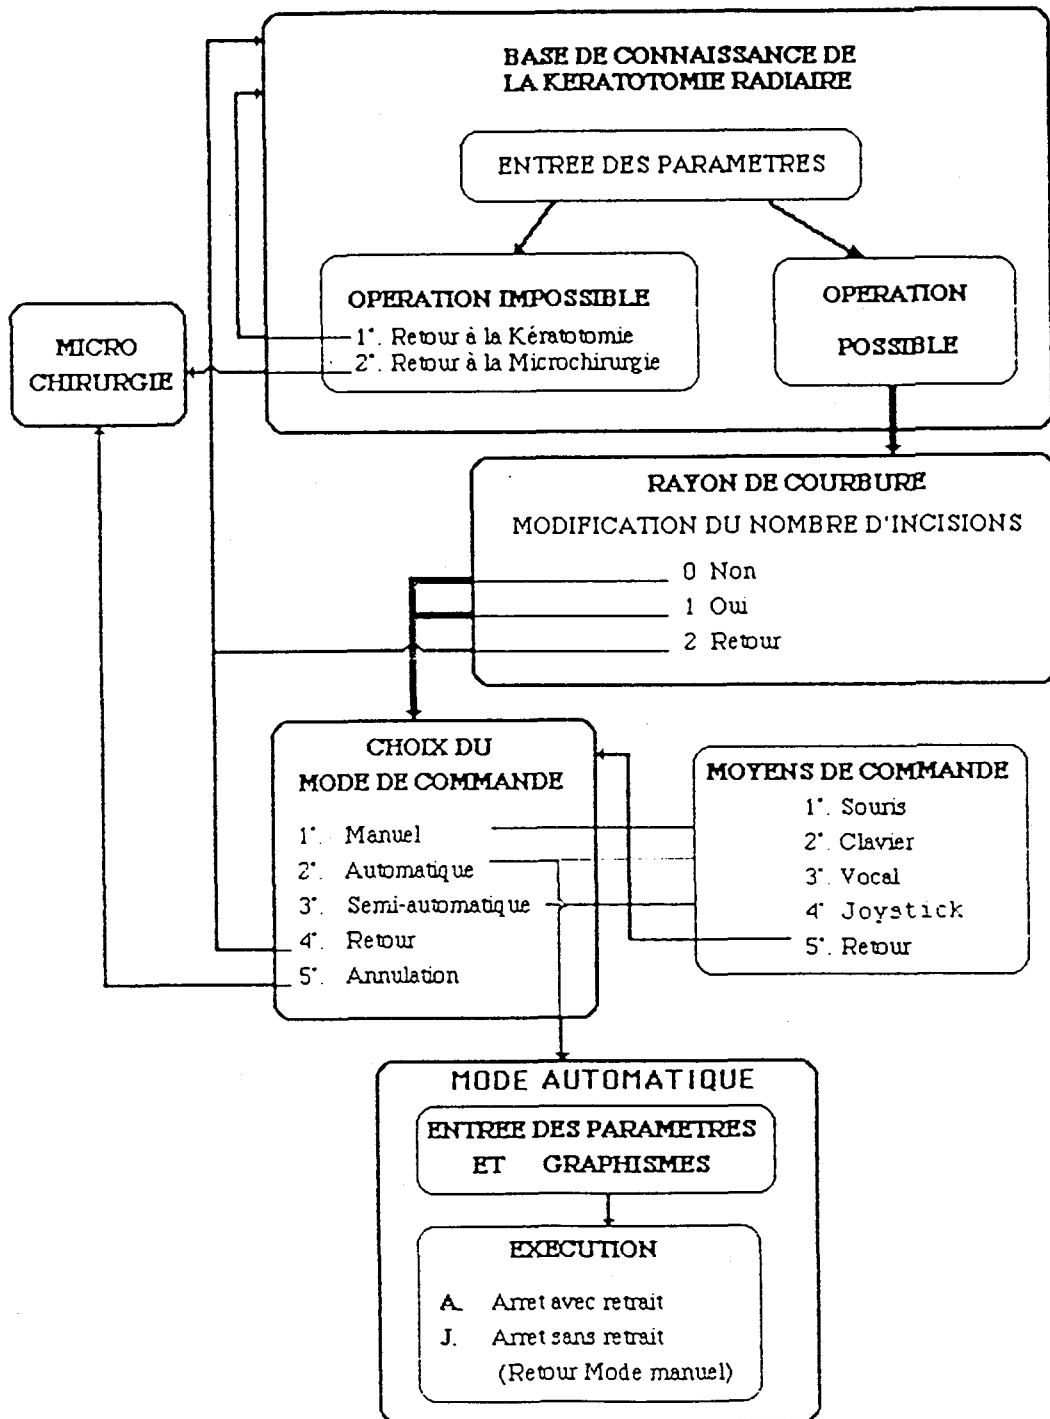 BASE DE CONNAISSANCE DE
LA KERATOTOMIE RADIAIRE
ENTREE DES PARAMETRES
OPERATION IMPOSSIBLE
1°. Retour à la Kératotomie
2°. Retour à la Microchirurgie
OPERATION
POSSIBLE
MICRO
CHIRURGIE
RAYON DE COURBURE
MODIFICATION DU NOMBRE D'INCISIONS
0 Non
1 Oui
2 Retour
CHOIX DU
MODE DE COMMANDE
1°. Manuel
2°. Automatique
3°. Semi-automatique
4°. Retour
5°. Annulation
MOYENS DE COMMANDE
1°. Souris
2°. Clavier
3°. Vocal
4° Joystick
5°. Retour
MODE AUTOMATIQUE
ENTREE DES PARAMETRES
ET GRAPHISMES
EXECUTION
A. Arret avec retrait
J. Arret sans retrait
(Retour Mode manuel)